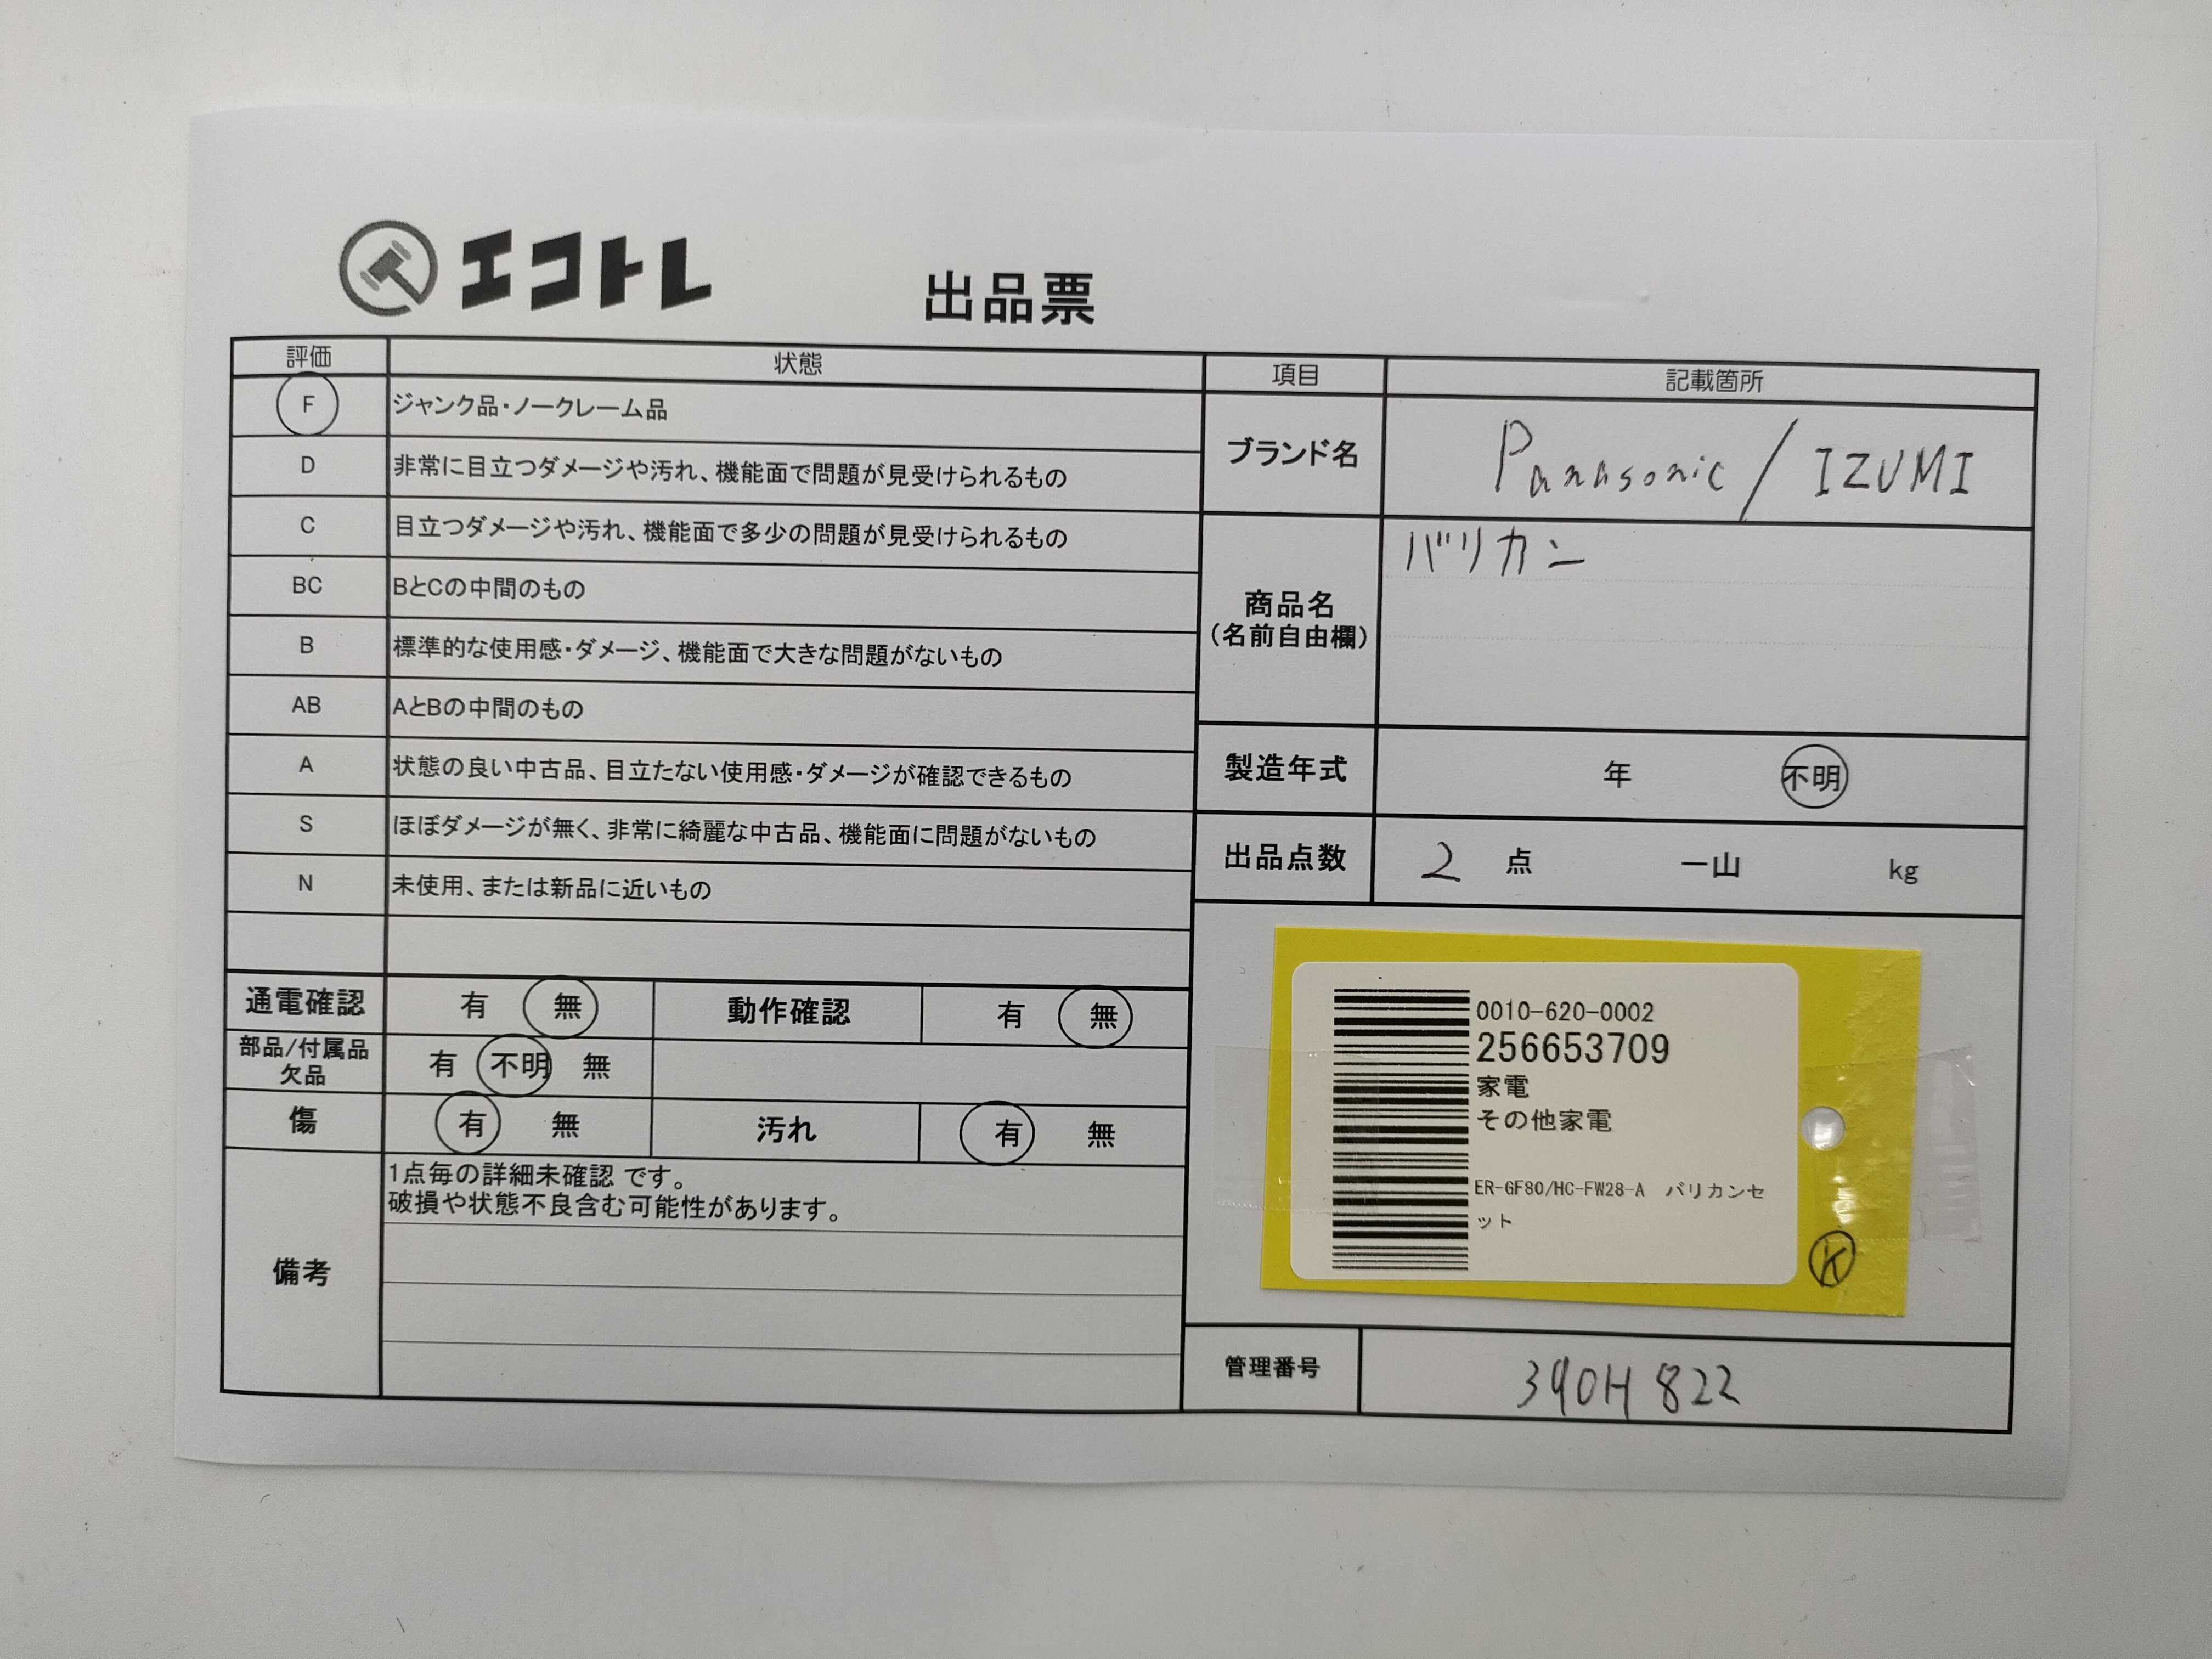 エコトレ
出品票
評価 状態
F ジャンク品・ノークレーム品
D 非常に目立つダメージや汚れ、機能面で問題が見受けられるもの
C 目立つダメージや汚れ、機能面で多少の問題が見受けられるもの
BC BとCの中間のもの
B 標準的な使用感・ダメージ、機能面で大きな問題がないもの
AB AとBの中間のもの
A 状態の良い中古品、目立たない使用感・ダメージが確認できるもの
S ほぼダメージが無く、非常に綺麗な中古品、機能面に問題がないもの
N 未使用、または新品に近いもの
通電確認 有 無 動作確認 有 無
部品/付属品
欠品 有 不明 無
傷 有 無 汚れ 有 無
備考
1点毎の詳細未確認 です。
破損や状態不良含む可能性があります。
項目 記載箇所
ブランド名 Panasonic / IZUMI
商品名
(名前自由欄)
バリカン
製造年式 年 不明
出品点数 2 点 一山 kg
0010-620-0002
256653709
家電
その他家電
ER-GF80/HC-FW28-A バリカンセ
ット
K
管理番号 390H 822